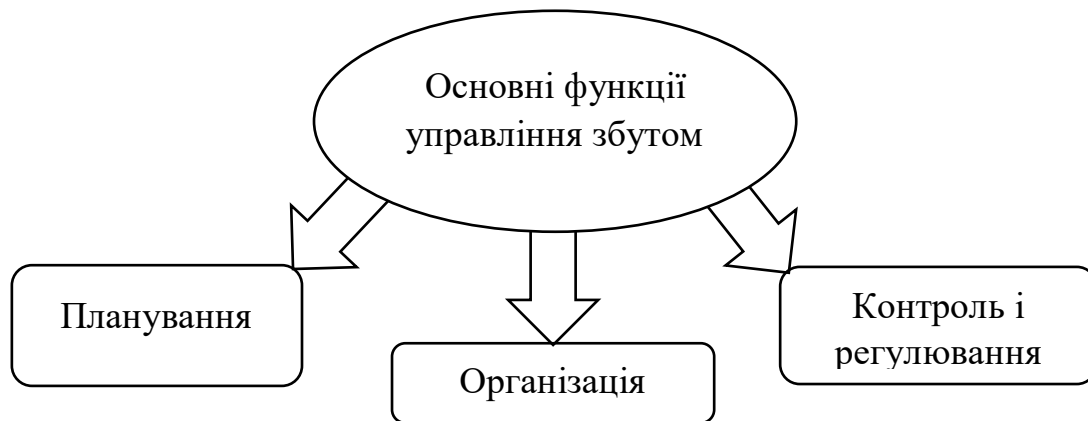 Основні функції
управління збутом
Планування
Організація
Контроль і
регулювання